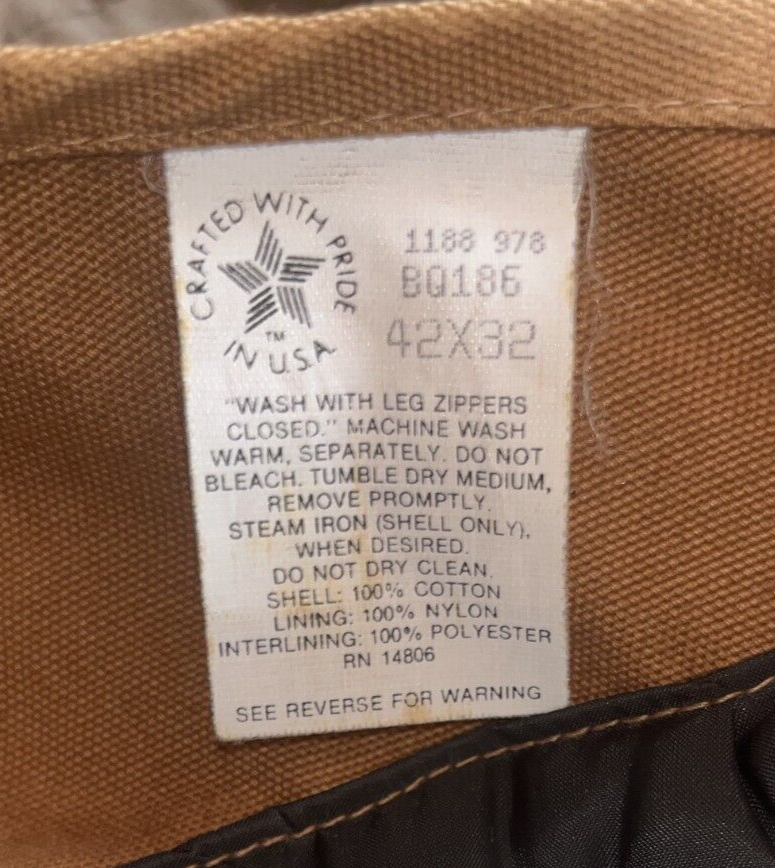 CRAFTED WITH PRIDE
TM
IN U.S.A
1188 978
BQ186
42X32
"WASH WITH LEG ZIPPERS
CLOSED." MACHINE WASH
WARM, SEPARATELY. DO NOT
BLEACH. TUMBLE DRY MEDIUM,
REMOVE PROMPTLY.
STEAM IRON (SHELL ONLY),
WHEN DESIRED.
DO NOT DRY CLEAN.
SHELL: 100% COTTON
LINING: 100% NYLON
INTERLINING: 100% POLYESTER
RN 14806
SEE REVERSE FOR WARNING